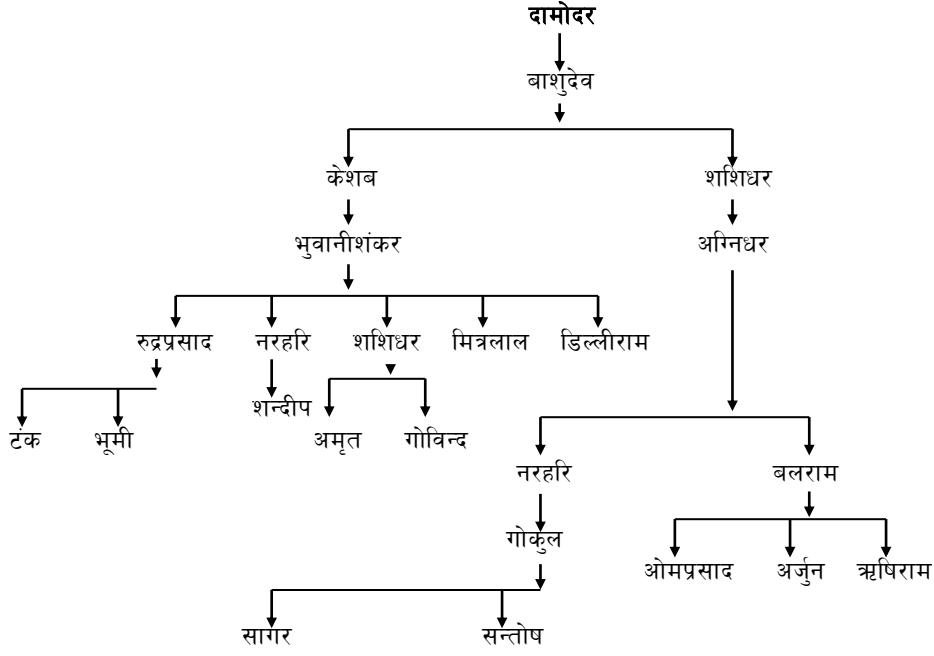 दामोदर
बाशुदेव
केशब शशिधर
भुवानीशंकर अग्निधर
रुद्रप्रसाद नरहरि शशिधर मित्रलाल डिल्लीराम
शन्दीप
टंक भूमी अमृत गोविन्द
नरहरि बलराम
गोकुल
ओमप्रसाद अर्जुन ऋषिराम
सागर सन्तोष